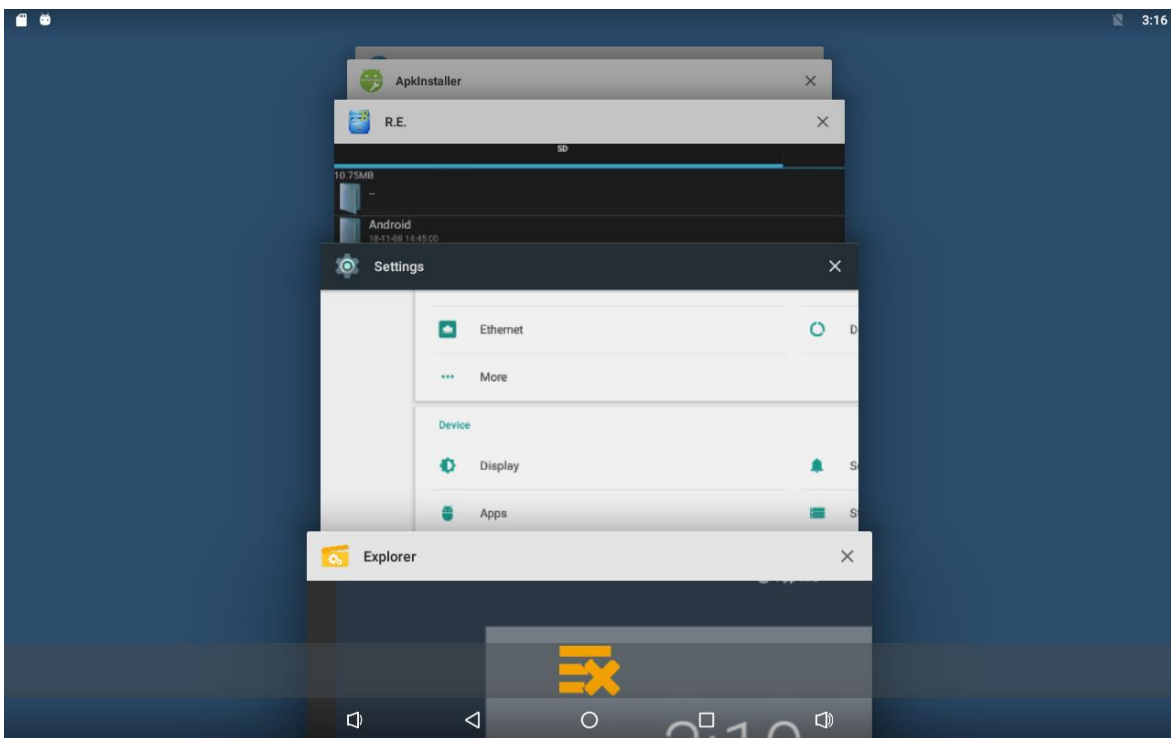 3:16
ApkInstaller
R.E.
SD
10.75MB
--
Android
18-11-08 14:45:00
Settings
Ethernet
D
More
Device
Display
S
Apps
S
Explorer